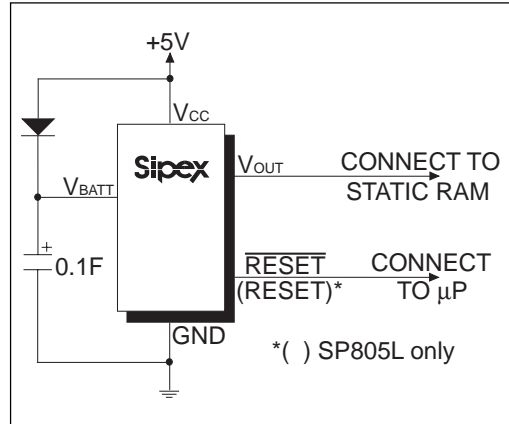 +5V
VCC
Sipex
VBATT
VOUT
CONNECT TO
STATIC RAM
+
0.1F
RESET
(RESET)*
CONNECT
TO µP
GND
*( ) SP805L only